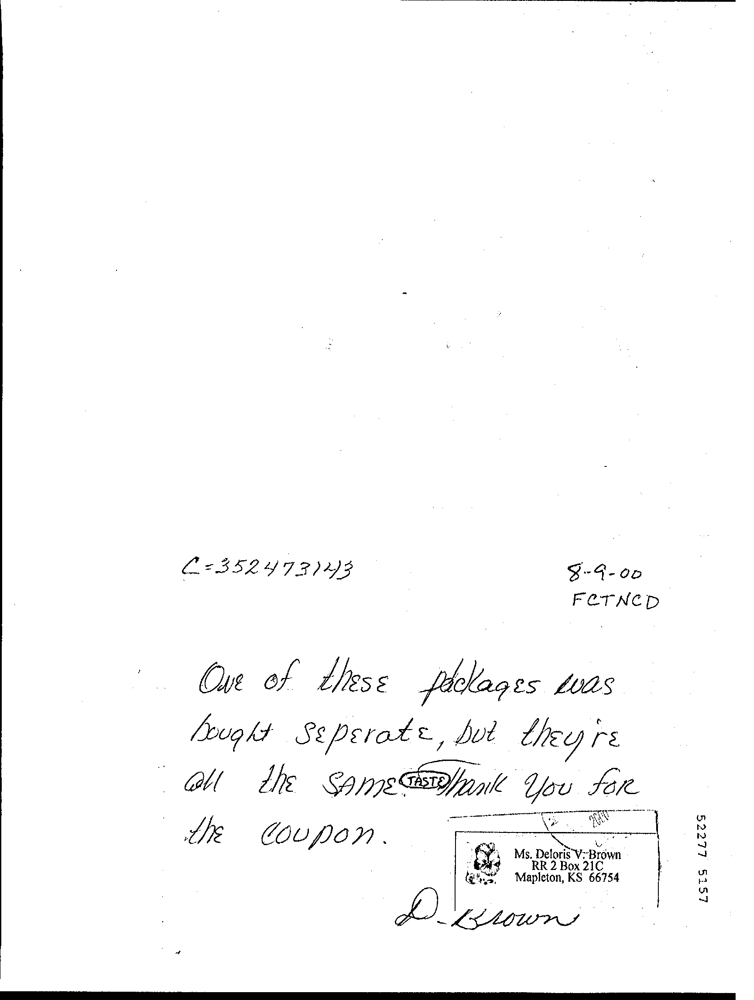 C=352473143
8-9-00
FCTNCD
One of these packages was
bought seperate, but they're
all the SAME. TASTE Thank You for
the coupon.
2000
Ms. Deloris V. Brown
RR 2 Box 21C
Mapleton, KS 66754
D. Brown
52277 5157